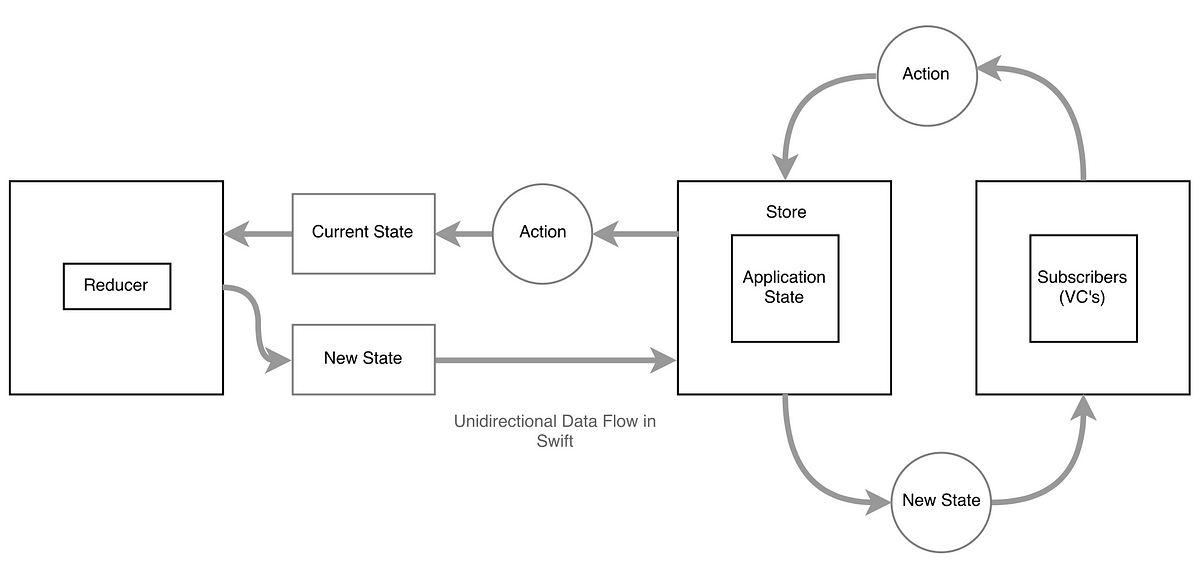 Action
Store
Current State
Action
Application
State
Subscribers
(VC's)
Reducer
New State
Unidirectional Data Flow in
Swift
New State